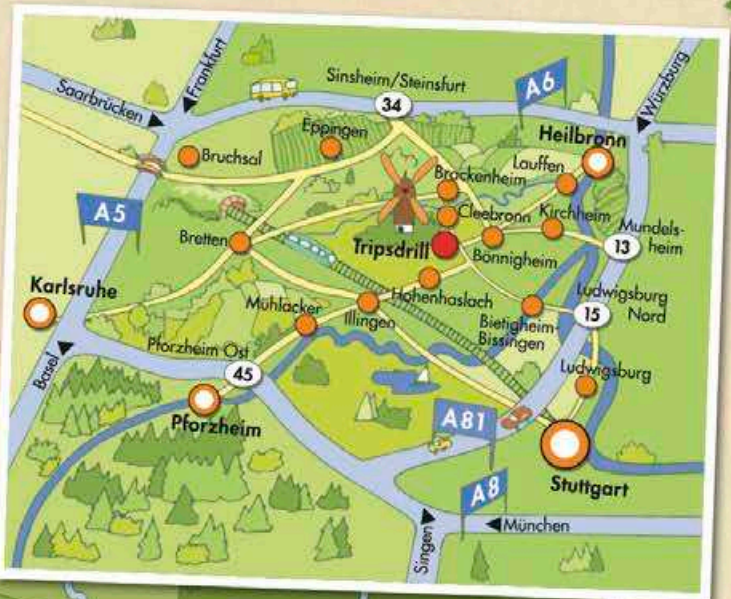 Frankfurt
Saarbrücken
Sinsheim/Steinsfurt
34
A6
Würzburg
Heilbronn
Eppingen
Bruchsal
Lauffen
Brackenheim
Cleebronn
Kirchheim
A5
Bretten
Tripsdrill
Bönnigheim
Mundels-
heim
13
Karlsruhe
Hohenhaslach
Mühlacker
Illingen
Bietigheim-
Bissingen
Ludwigsburg
Nord
15
Basel
Pforzheim Ost
45
Ludwigsburg
Pforzheim
A81
Stuttgart
A8
Singen
München